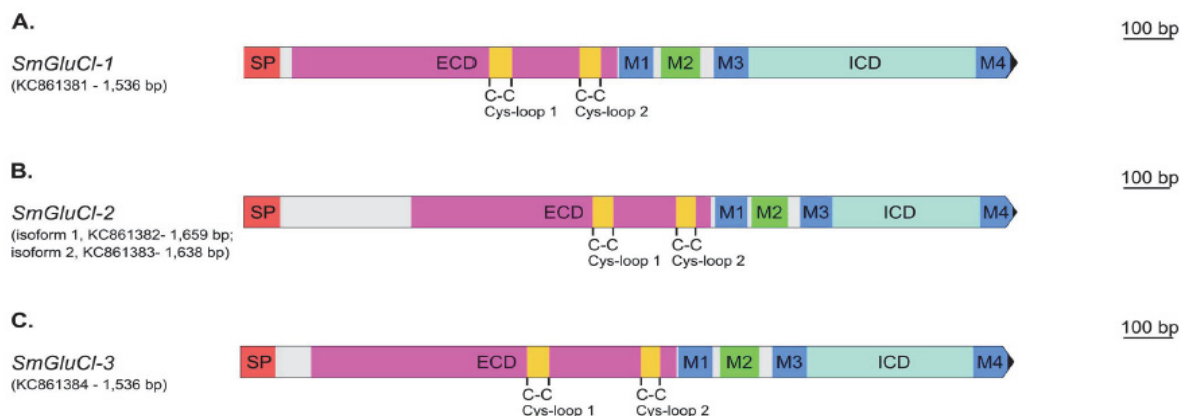 A.
100 bp
SmGluCl-1
(KC861381 - 1,536 bp)
SP ECD M1 M2 M3 ICD M4
C-C C-C
Cys-loop 1 Cys-loop 2
B.
100 bp
SmGluCl-2
(isoform 1, KC861382- 1,659 bp;
isoform 2, KC861383- 1,638 bp)
SP ECD M1 M2 M3 ICD M4
C-C C-C
Cys-loop 1 Cys-loop 2
C.
100 bp
SmGluCl-3
(KC861384 - 1,536 bp)
SP ECD M1 M2 M3 ICD M4
C-C C-C
Cys-loop 1 Cys-loop 2